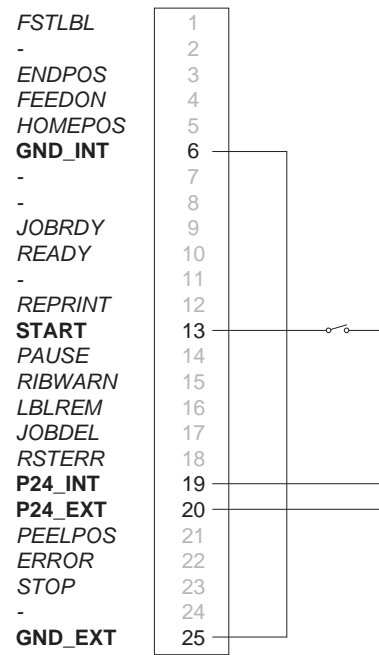 FSTLBL 1
- 2
ENDPOS 3
FEEDON 4
HOMEPOS 5
GND_INT 6
- 7
- 8
JOBRDY 9
READY 10
- 11
REPRINT 12
START 13
PAUSE 14
RIBWARN 15
LBLREM 16
JOBDEL 17
RSTERR 18
P24_INT 19
P24_EXT 20
PEELPOS 21
ERROR 22
STOP 23
- 24
GND_EXT 25